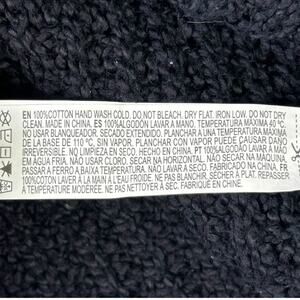 EN 100%COTTON HAND WASH COLD. DO NOT BLEACH. DRY FLAT. IRON LOW. DO NOT DRY
CLEAN. MADE IN CHINA. ES 100%ALGODÓN LAVAR A MANO. TEMPERATURA MÁXIMA 40 ºC.
NO USAR BLANQUEADOR. SECADO EXTENDIDO. PLANCHAR A UNA TEMPERATURA MÁXIMA
DE LA BASE DE 110 ºC, SIN VAPOR, PLANCHAR CON VAPOR PUEDE CAUSAR DAÑO
IRREVERSIBLE. NO LIMPIEZA EN SECO. HECHO EN CHINA. PT 100%ALGODÃO LAVAR À MÃO
EM ÁGUA FRIA. NÃO USAR CLORO. SECAR NA HORIZONTAL. NÃO SECAR NA MÁQUINA.
PASSAR A FERRO A BAIXA TEMPERATURA. NÃO LAVAR A SECO. FABRICADO NA CHINA. FR
100%COTON LAVER À LA MAIN À L'EAU FROIDE. NE PAS BLANCHIR. SÉCHER À PLAT. REPASSER
À TEMPÉRATURE MODÉRÉE. NE PAS NETTOYER À SEC. FABRIQUÉ EN CHINE.